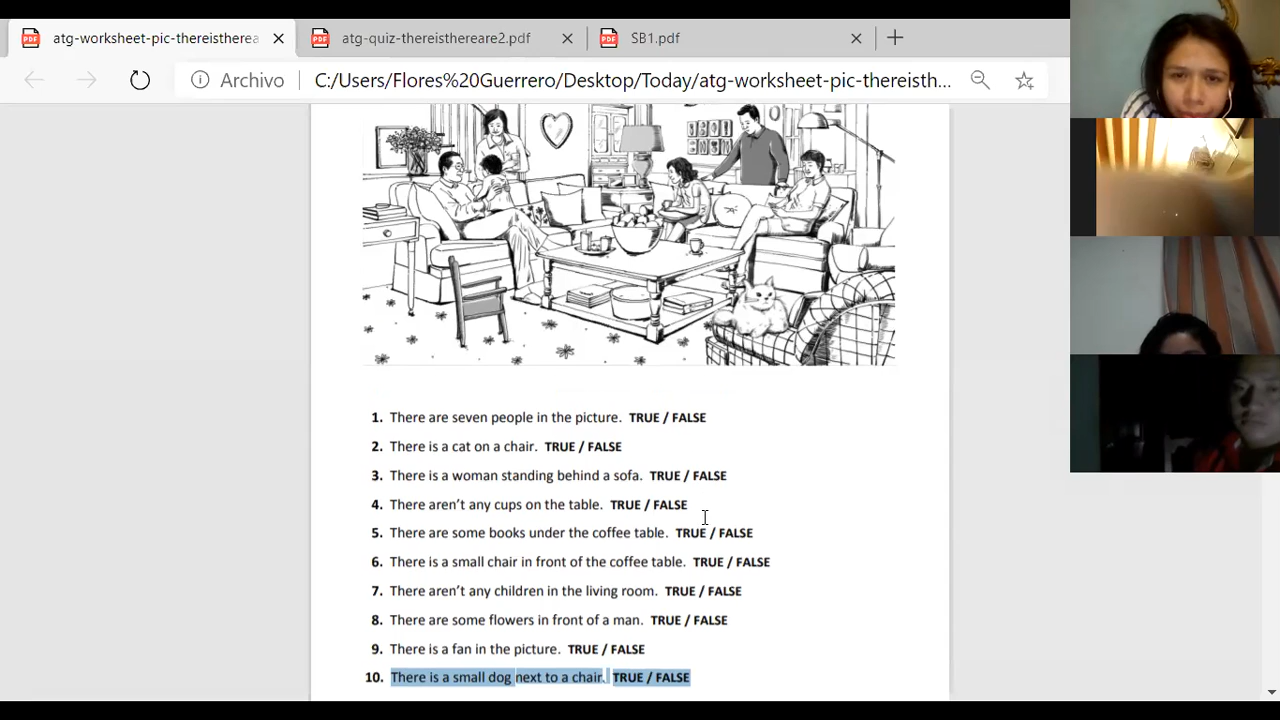 atg-worksheet-pic-thereistherea
atg-quiz-thereisthereare2.pdf
SB1.pdf
Archivo
C:/Users/Flores%20Guerrero/Desktop/Today/atg-worksheet-pic-thereisth...
1. There are seven people in the picture. TRUE / FALSE
2. There is a cat on a chair. TRUE / FALSE
3. There is a woman standing behind a sofa. TRUE / FALSE
4. There aren't any cups on the table. TRUE / FALSE
5. There are some books under the coffee table. TRUE / FALSE
6. There is a small chair in front of the coffee table. TRUE / FALSE
7. There aren't any children in the living room. TRUE / FALSE
8. There are some flowers in front of a man. TRUE / FALSE
9. There is a fan in the picture. TRUE / FALSE
10. There is a small dog next to a chair. TRUE / FALSE